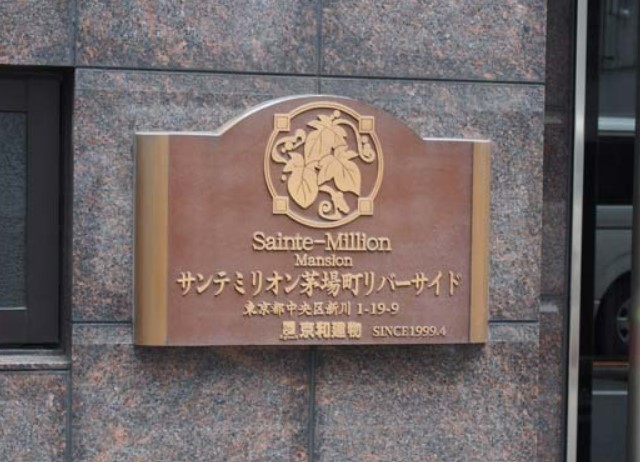 Sainte-Million
Mansion
サンテミリオン茅場町リバーサイド
東京都中央区新川 1-19-9
京和建物 SINCE1999.4